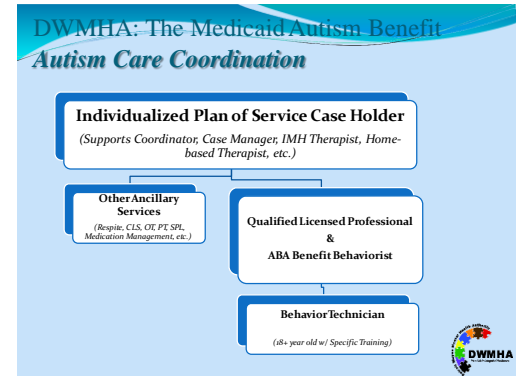 DWMHA: The Medicaid Autism Benefit
Autism Care Coordination
Individualized Plan of Service Case Holder
(Supports Coordinator, Case Manager, IMH Therapist, Home-
based Therapist, etc.)
Other Ancillary
Services
(Respite, CLS, OT, PT, SPL,
Medication Management, etc.)
Qualified Licensed Professional
&
ABA Benefit Behaviorist
Behavior Technician
(18+ year old w/ Specific Training)
DWMHA